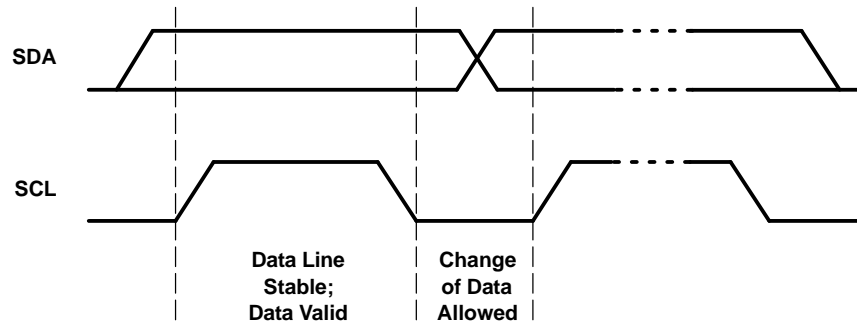 SDA
SCL
Data Line
Stable;
Data Valid
Change
of Data
Allowed